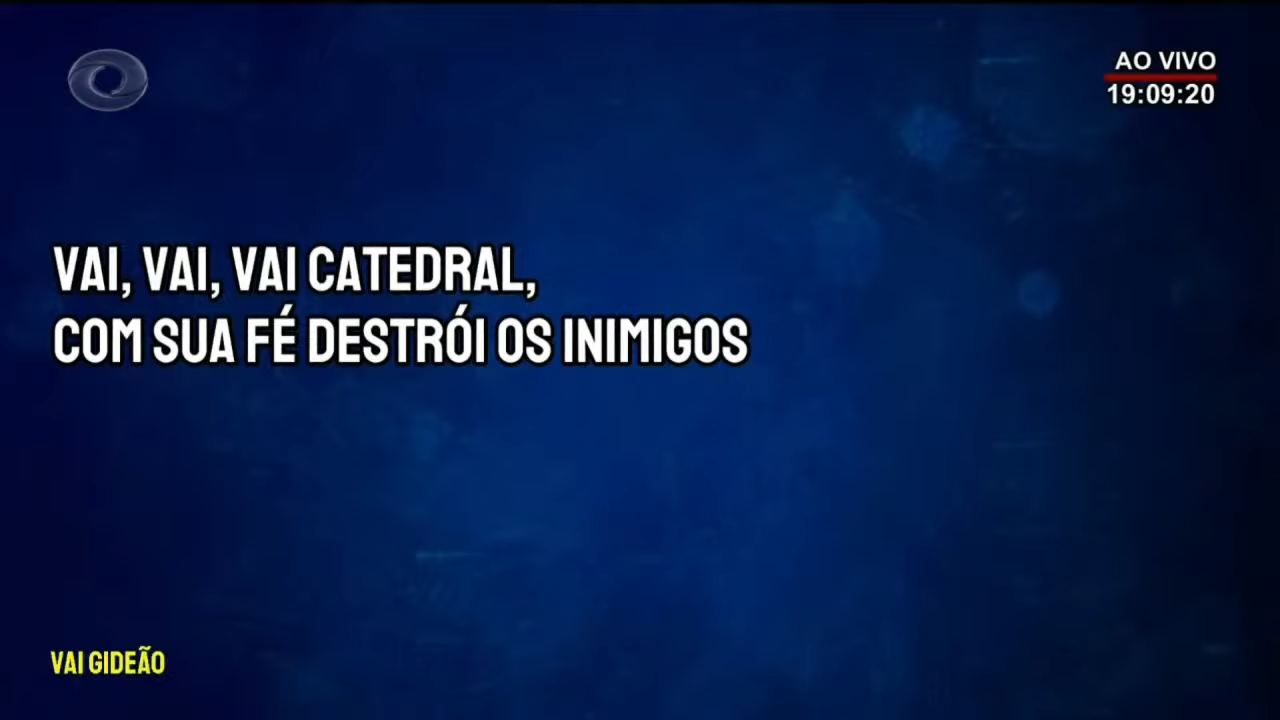 AO VIVO
19:09:20
VAI, VAI, VAI CATEDRAL,
COM SUA FÉ DESTRÓI OS INIMIGOS
VAI GIDEÃO